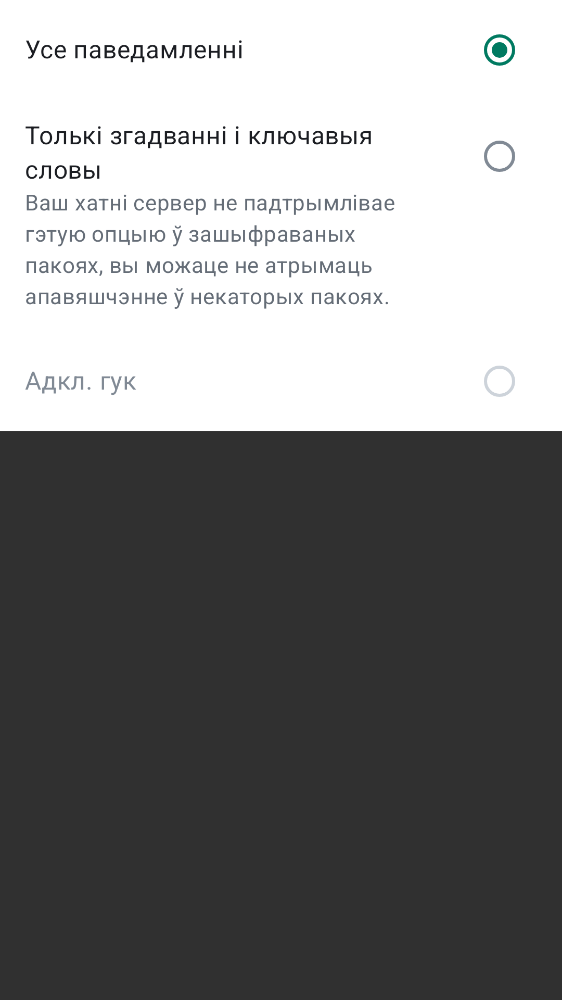 Усе паведамленні
Толькі згадванні і ключавыя
словы
Ваш хатні сервер не падтрымлівае
гэтую опцыю ў зашыфраваных
пакоях, вы можаце не атрымаць
апавяшчэнне ў некаторых пакоях.
Адкл. гук